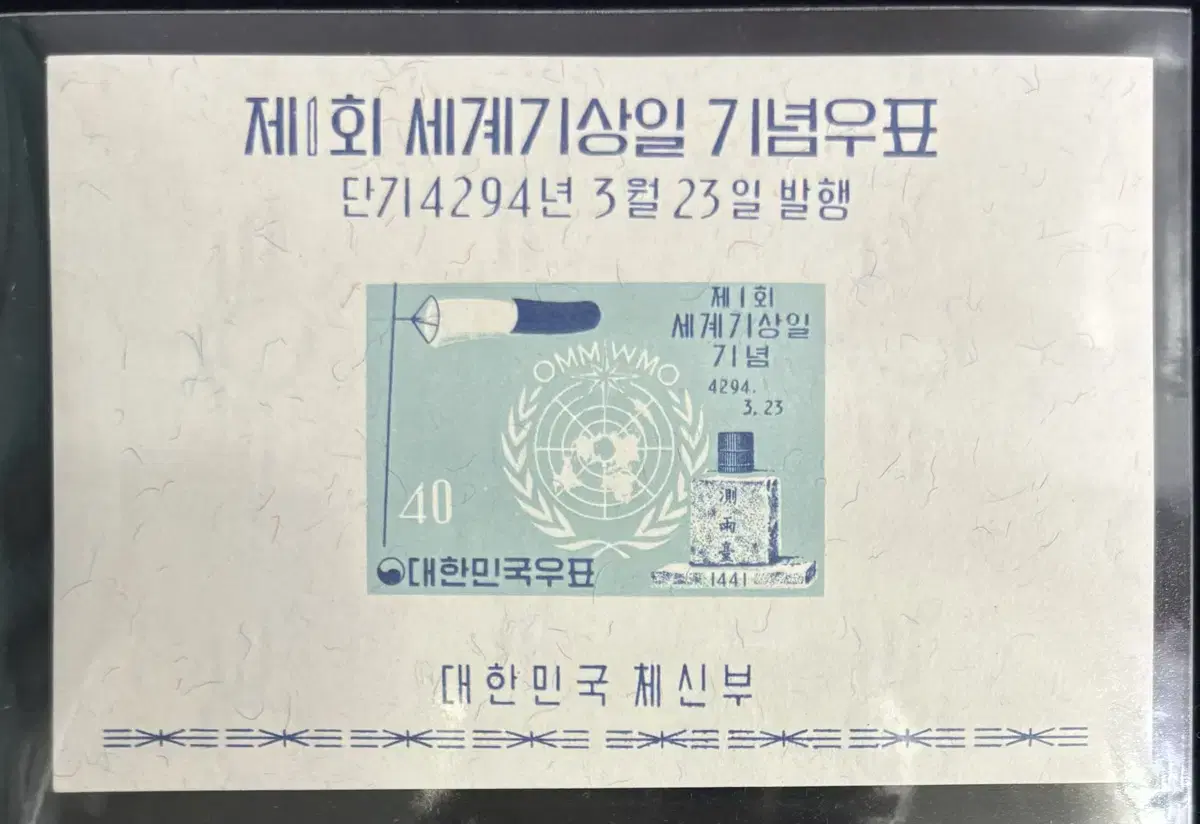 제1회 세계기상일 기념우표
단기4294년 3월 23일 발행
제1회
세계기상일
기념
4294.
3, 23
OMM WMO
40
測雨臺
1441
대한민국우표
대한민국 체신부